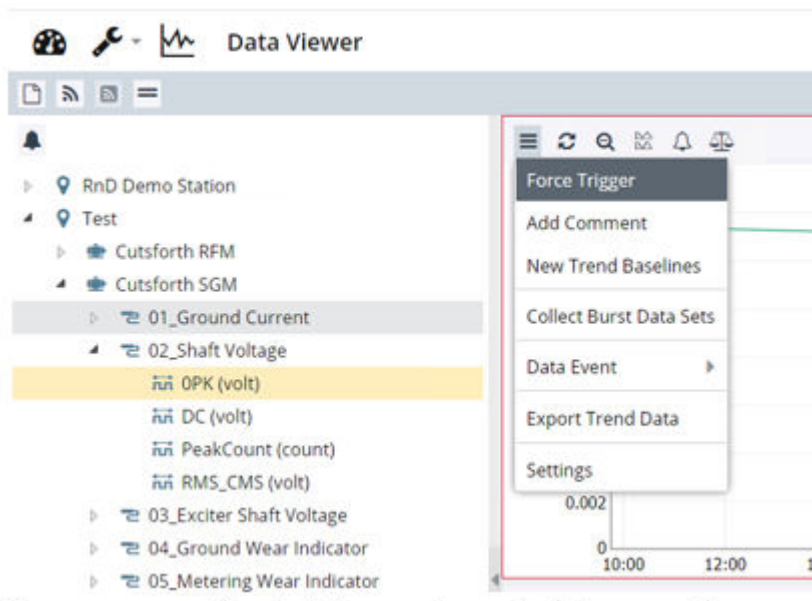 Data Viewer
RnD Demo Station
Test
Cutsforth RFM
Cutsforth SGM
01_Ground Current
02_Shaft Voltage
0PK (volt)
DC (volt)
PeakCount (count)
RMS_CMS (volt)
03_Exciter Shaft Voltage
04_Ground Wear Indicator
05_Metering Wear Indicator
Force Trigger
Add Comment
New Trend Baselines
Collect Burst Data Sets
Data Event
Export Trend Data
Settings
0.002
0
10:00 12:00